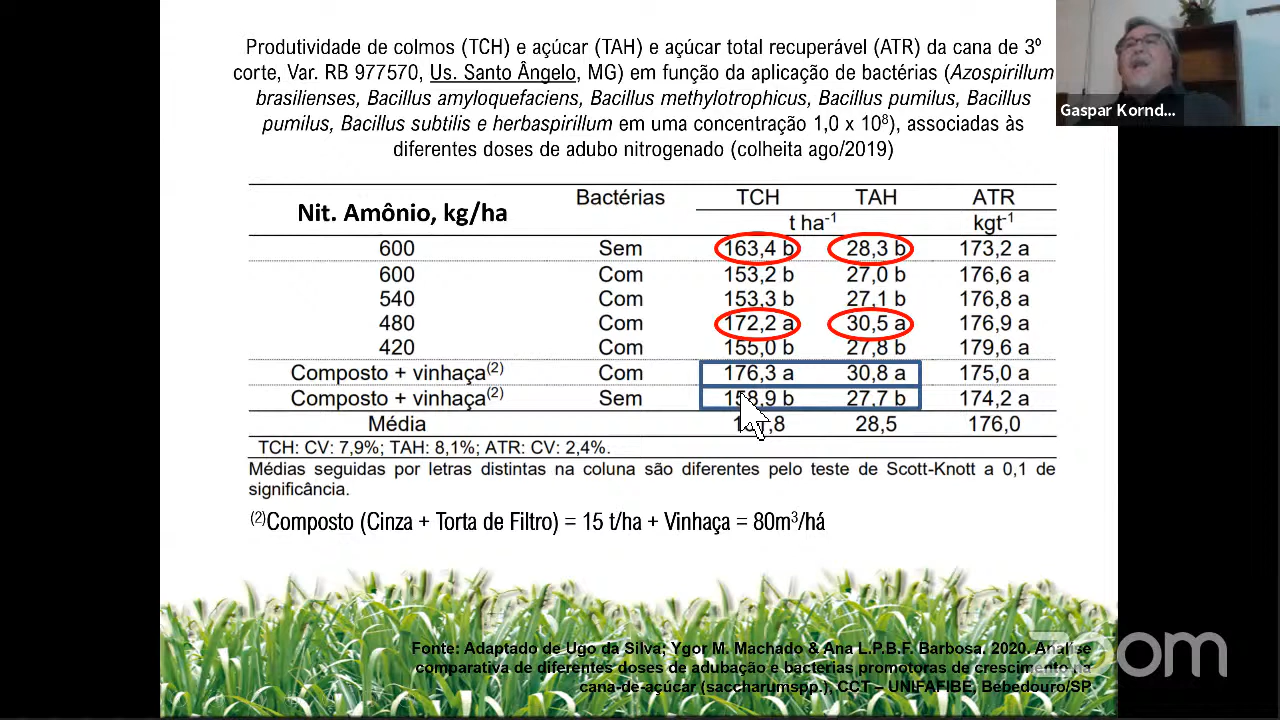 Produtividade de colmos (TCH) e açúcar (TAH) e açúcar total recuperável (ATR) da cana de 3º
corte, Var. RB 977570, Us. Santo Ângelo, MG) em função da aplicação de bactérias (Azospirillum
brasilienses, Bacillus amyloquefaciens, Bacillus methylotrophicus, Bacillus pumilus, Bacillus
pumilus, Bacillus subtilis e herbaspirillum em uma concentração 1,0 x 10⁸), associadas às
diferentes doses de adubo nitrogenado (colheita ago/2019)
Gaspar Kornd...
Nit. Amônio, kg/ha Bactérias TCH TAH ATR
t ha⁻¹ kgt⁻¹
600 Sem 163,4 b 28,3 b 173,2 a
600 Com 153,2 b 27,0 b 176,6 a
540 Com 153,3 b 27,1 b 176,8 a
480 Com 172,2 a 30,5 a 176,9 a
420 Com 155,0 b 27,8 b 179,6 a
Composto + vinhaça⁽²⁾ Com 176,3 a 30,8 a 175,0 a
Composto + vinhaça⁽²⁾ Sem 158,9 b 27,7 b 174,2 a
Média 28,5 176,0
TCH: CV: 7,9%; TAH: 8,1%; ATR: CV: 2,4%.
Médias seguidas por letras distintas na coluna são diferentes pelo teste de Scott-Knott a 0,1 de
significância.
⁽²⁾Composto (Cinza + Torta de Filtro) = 15 t/ha + Vinhaça = 80m³/há
Fonte: Adaptado de Ugo da Silva; Ygor M. Machado & Ana L.P.B.F. Barbosa. 2020. Análise
comparativa de diferentes doses de adubação e bactérias promotoras de crescimento na
cana-de-açúcar (saccharumspp.), CCT – UNIFAFIBE, Bebedouro/SP
zoom